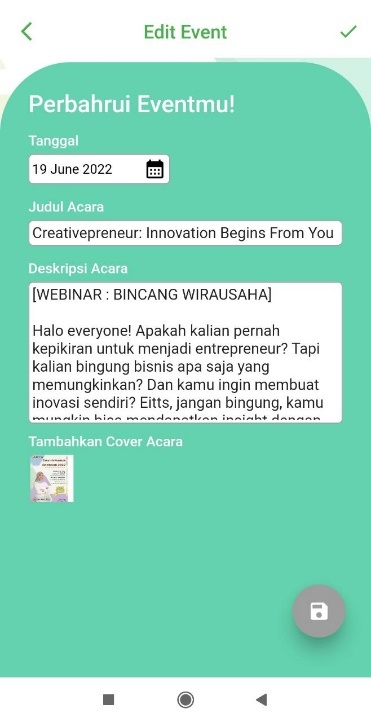 Edit Event
Perbahrui Eventmu!
Tanggal
19 June 2022
Judul Acara
Creativepreneur: Innovation Begins From You
Deskripsi Acara
[WEBINAR : BINCANG WIRAUSAHA]
Halo everyone! Apakah kalian pernah
kepikiran untuk menjadi entrepreneur? Tapi
kalian bingung bisnis apa saja yang
memungkinkan? Dan kamu ingin membuat
inovasi sendiri? Eitts, jangan bingung, kamu
mungkin bisa mendapatkan insight dengan
Tambahkan Cover Acara